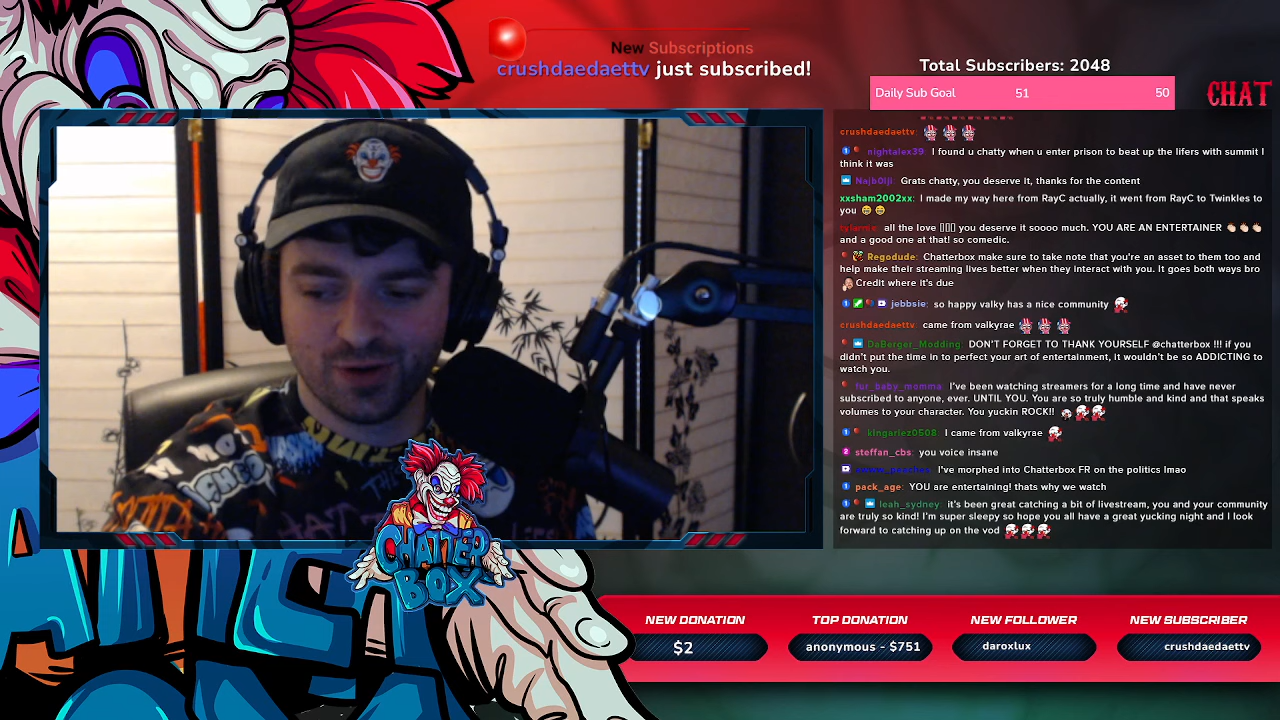 New Subscriptions
crushdaedaettv just subscribed!
Total Subscribers: 2048
Daily Sub Goal 51 50
CHAT
crushdaedaettv:
nightalex39: I found u chatty when u enter prison to beat up the lifers with summit I
think it was
Najb0lji: Grats chatty, you deserve it, thanks for the content
xxsham2002xx: I made my way here from RayC actually, it went from RayC to Twinkles to
you
all the love you deserve it soooo much. YOU ARE AN ENTERTAINER
and a good one at that! so comedic.
Regodude: Chatterbox make sure to take note that you're an asset to them too and
help make their streaming lives better when they interact with you. It goes both ways bro
Credit where it's due
jebbsie: so happy valky has a nice community
crushdaedaettv: came from valkyrae
DaBerger_Modding: DON'T FORGET TO THANK YOURSELF @chatterbox !!! if you
didn't put the time in to perfect your art of entertainment, it wouldn't be so ADDICTING to
watch you.
fur_baby_momma: I've been watching streamers for a long time and have never
subscribed to anyone, ever. UNTIL YOU. You are so truly humble and kind and that speaks
volumes to your character. You yuckin ROCK!!
kingariez0508: I came from valkyrae
steffan_cbs: you voice insane
I've morphed into Chatterbox FR on the politics lmao
pack_age: YOU are entertaining! thats why we watch
leah_sydney: it's been great catching a bit of livestream, you and your community
are truly so kind! I'm super sleepy so hope you all have a great yucking night and I look
forward to catching up on the vod
CHATTER
BOX
NEW DONATION
$2
TOP DONATION
anonymous - $751
NEW FOLLOWER
daroxlux
NEW SUBSCRIBER
crushdaedaettv